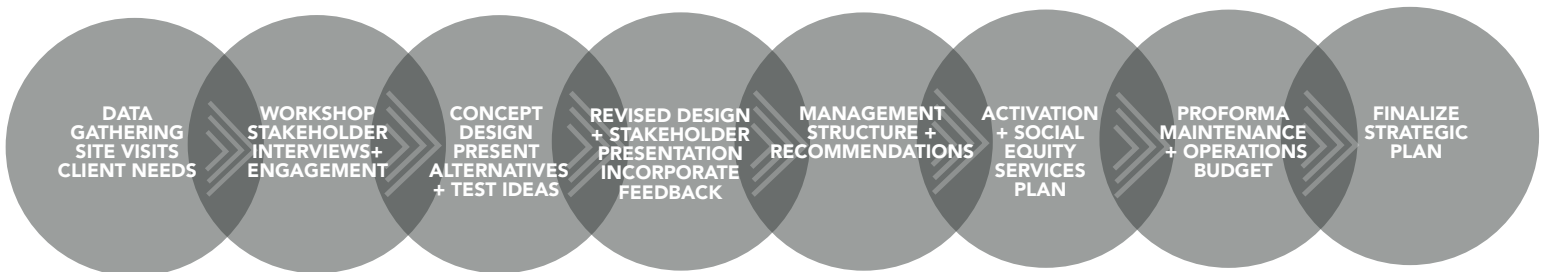 DATA
GATHERING
SITE VISITS
CLIENT NEEDS
WORKSHOP
STAKEHOLDER
INTERVIEWS+
ENGAGEMENT
CONCEPT
DESIGN
PRESENT
ALTERNATIVES
+ TEST IDEAS
REVISED DESIGN
+ STAKEHOLDER
PRESENTATION
INCORPORATE
FEEDBACK
MANAGEMENT
STRUCTURE +
RECOMMENDATIONS
ACTIVATION
+ SOCIAL
EQUITY
SERVICES
PLAN
PROFORMA
MAINTENANCE
+ OPERATIONS
BUDGET
FINALIZE
STRATEGIC
PLAN